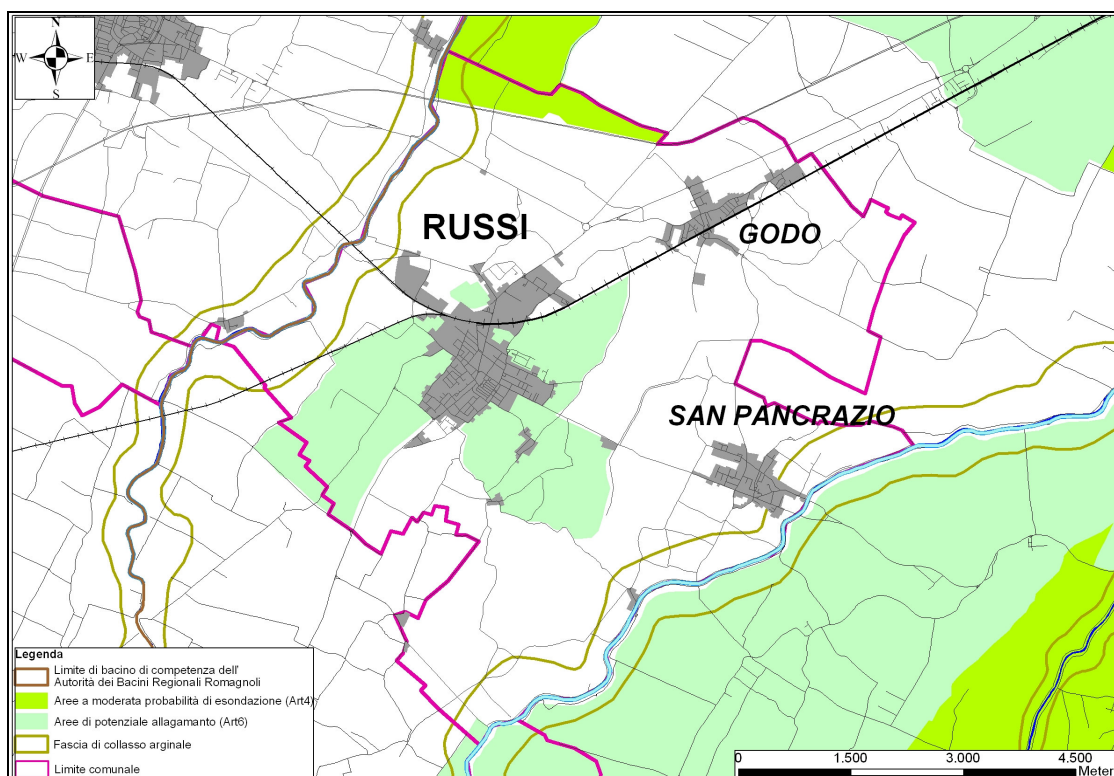 N
W E
S
RUSSI
GODO
SAN PANCRAZIO
Legenda
Limite di bacino di competenza dell'
Autorità dei Bacini Regionali Romagnoli
Aree a moderata probabilità di esondazione (Art4)
Aree di potenziale allagamanto (Art6)
Fascia di collasso arginale
Limite comunale
0 1.500 3.000 4.500
Meter